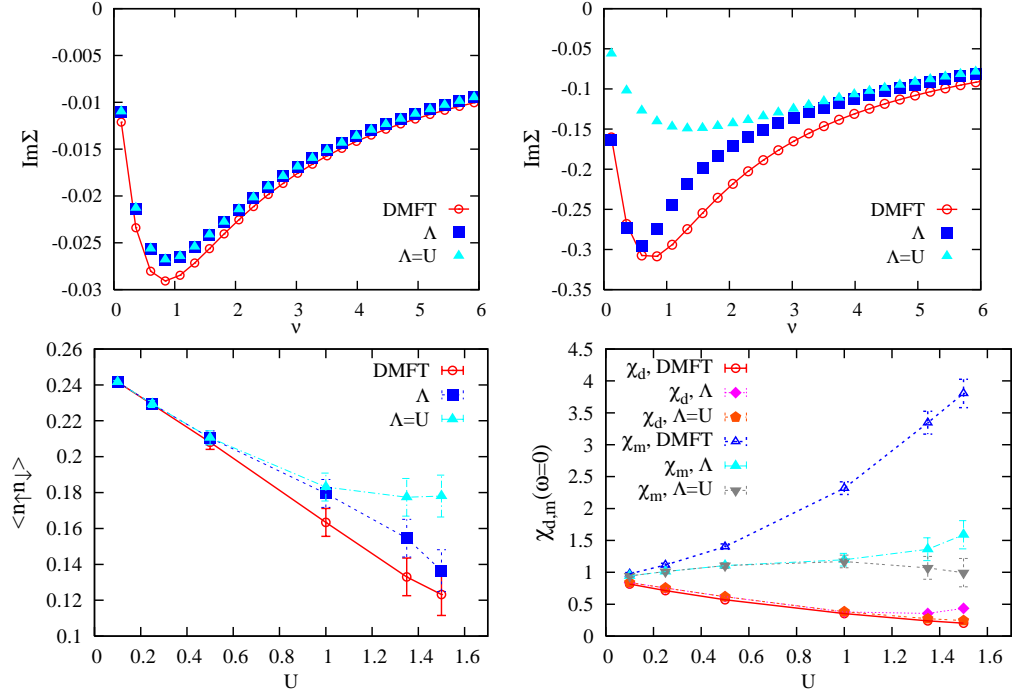 0
-0.01
-0.015
-0.02
-0.025
-0.03
ImΣ
0 1 2 3 4 5 6
ν
DMFT
Λ
Λ=U
0
-0.05
-0.1
-0.15
-0.2
-0.25
-0.3
-0.35
ImΣ
0 1 2 3 4 5 6
ν
DMFT
Λ
Λ=U
0.26
0.24
0.22
0.2
0.18
0.16
0.14
0.12
0.1
<n↑n↓>
0 0.2 0.4 0.6 0.8 1 1.2 1.4 1.6
U
DMFT
Λ
Λ=U
4.5
4
3.5
3
2.5
2
1.5
1
0.5
0
χd,m(ω=0)
0 0.2 0.4 0.6 0.8 1 1.2 1.4 1.6
U
χd, DMFT
χd, Λ
χd, Λ=U
χm, DMFT
χm, Λ
χm, Λ=U